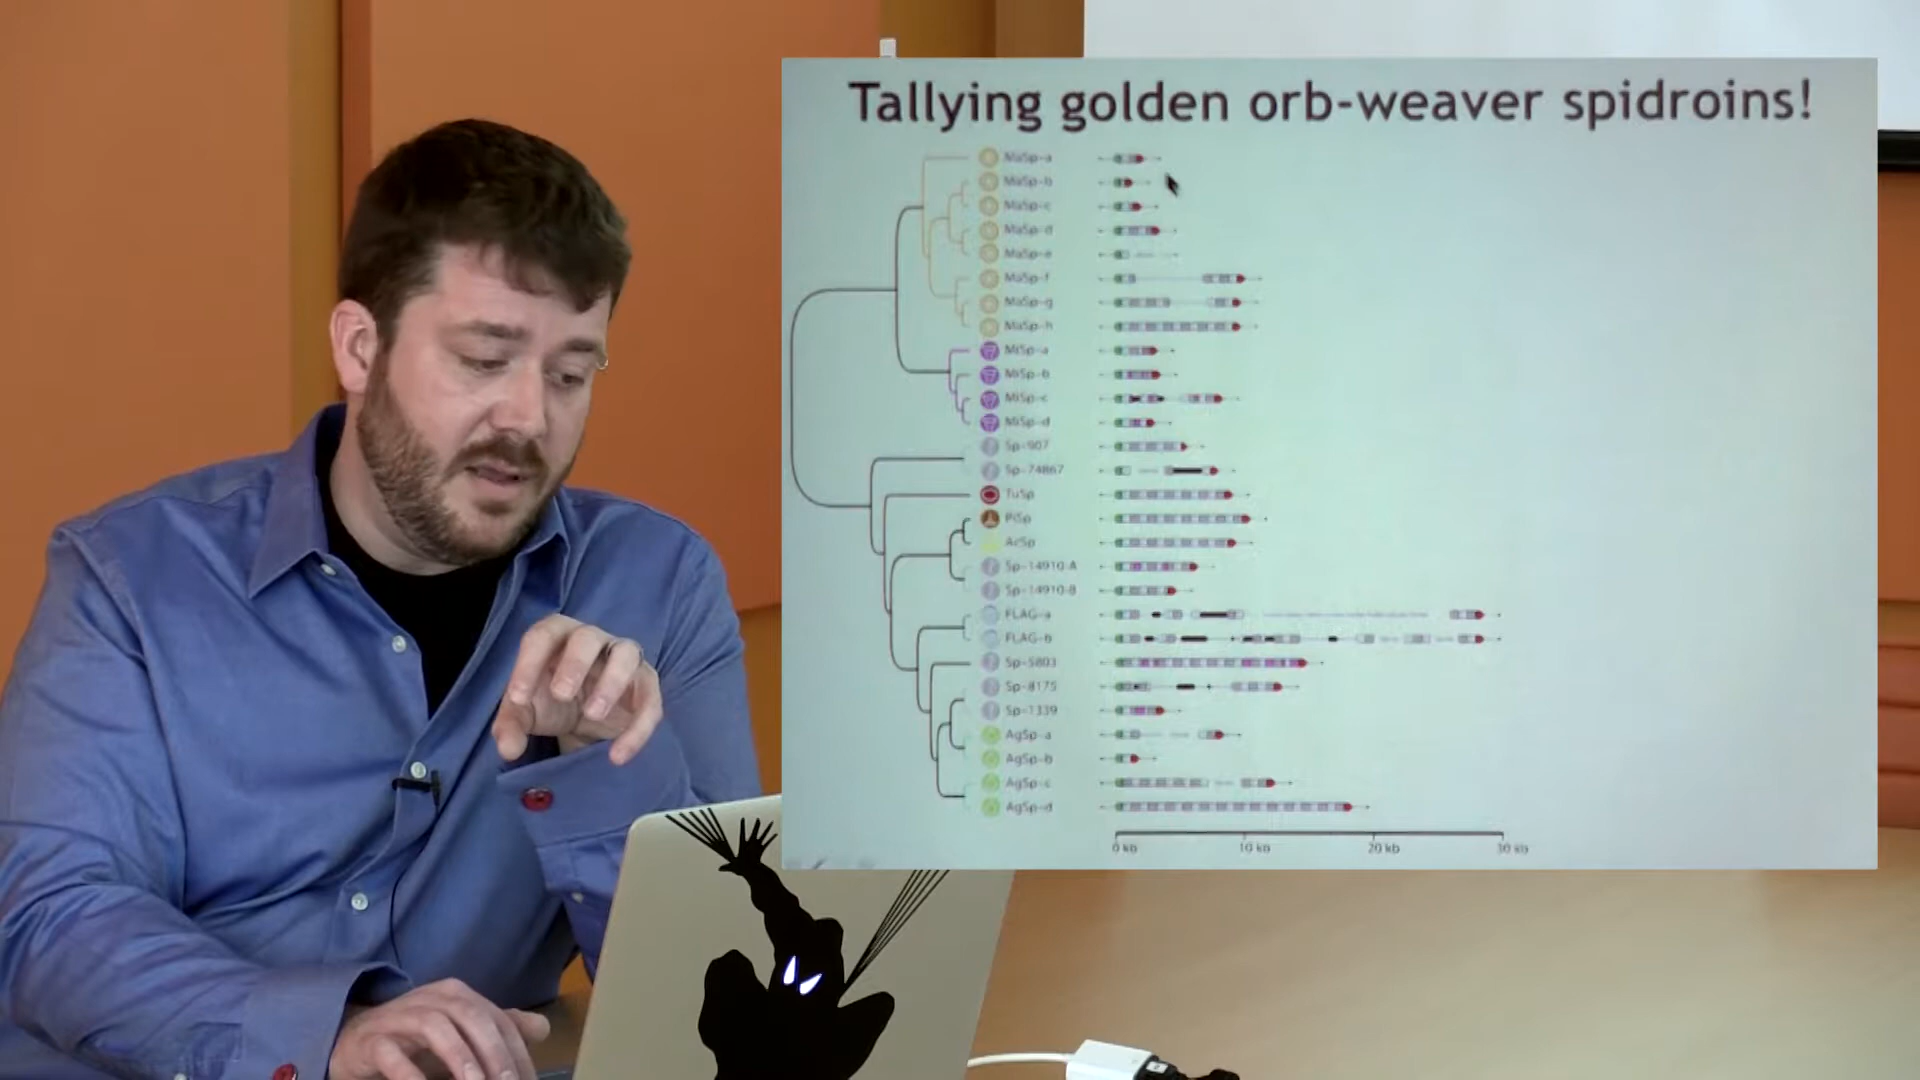 Tallying golden orb-weaver spidroins!
MaSp-a
MaSp-b
MaSp-c
MaSp-d
MaSp-e
MaSp-f
MaSp-g
MaSp-h
MiSp-a
MiSp-b
MiSp-c
MiSp-d
Sp-907
Sp-74867
TuSp
PiSp
AcSp
Sp-14910-A
Sp-14910-B
FLAG-a
FLAG-b
Sp-5803
Sp-8175
Sp-1339
AgSp-a
AgSp-b
AgSp-c
AgSp-d
0 kb 10 kb 20 kb 30 kb